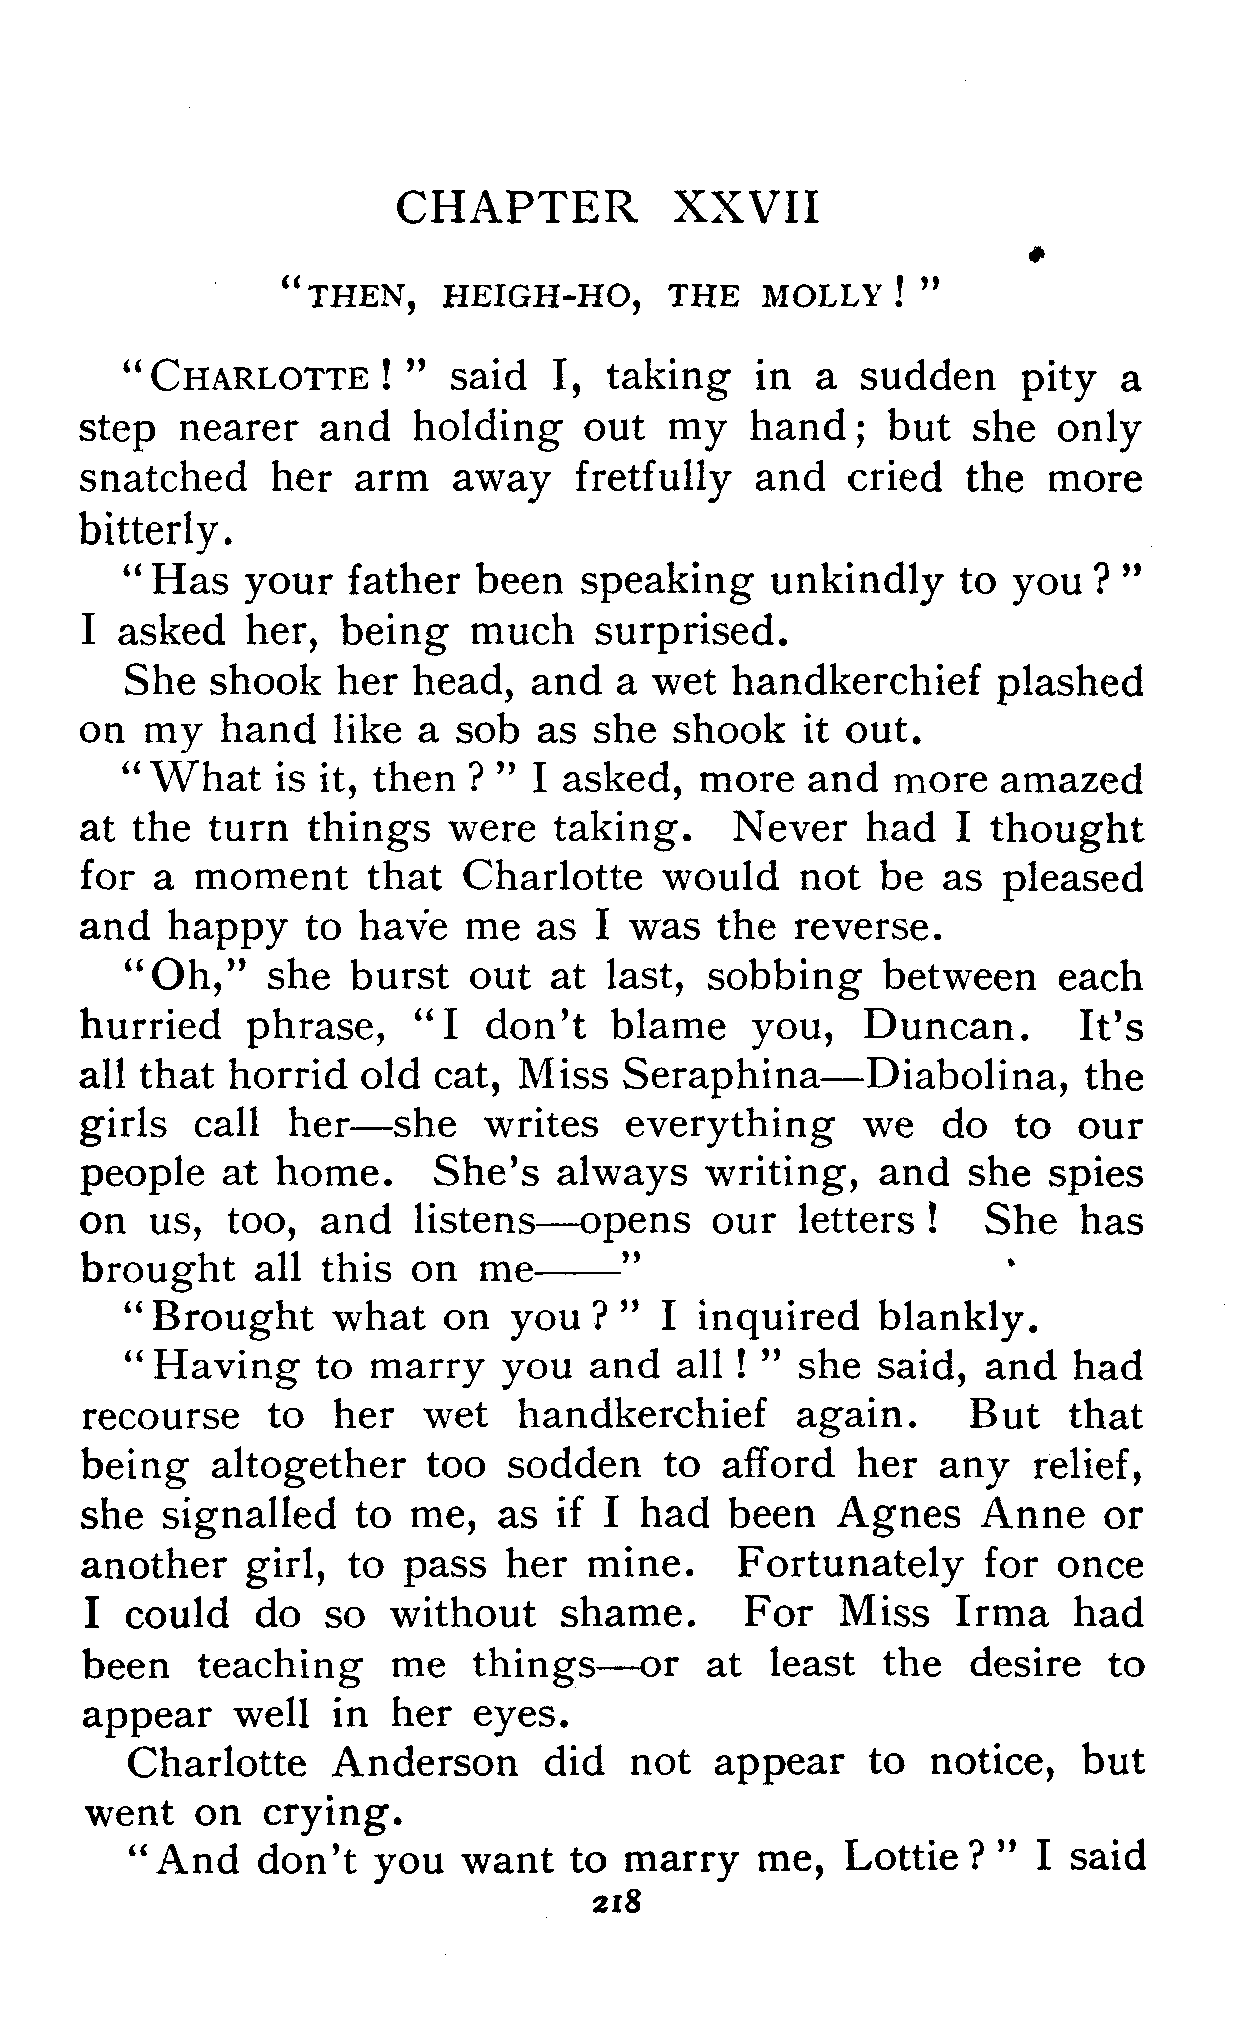 CHAPTER XXVII
"THEN, HEIGH-HO, THE MOLLY!"
"CHARLOTTE!" said I, taking in a sudden pity a
step nearer and holding out my hand; but she only
snatched her arm away fretfully and cried the more
bitterly.
"Has your father been speaking unkindly to you?"
I asked her, being much surprised.
She shook her head, and a wet handkerchief plashed
on my hand like a sob as she shook it out.
"What is it, then?" I asked, more and more amazed
at the turn things were taking. Never had I thought
for a moment that Charlotte would not be as pleased
and happy to have me as I was the reverse.
"Oh," she burst out at last, sobbing between each
hurried phrase, "I don't blame you, Duncan. It's
all that horrid old cat, Miss Seraphina—Diabolina, the
girls call her—she writes everything we do to our
people at home. She's always writing, and she spies
on us, too, and listens—opens our letters! She has
brought all this on me——"
"Brought what on you?" I inquired blankly.
"Having to marry you and all!" she said, and had
recourse to her wet handkerchief again. But that
being altogether too sodden to afford her any relief,
she signalled to me, as if I had been Agnes Anne or
another girl, to pass her mine. Fortunately for once
I could do so without shame. For Miss Irma had
been teaching me things—or at least the desire to
appear well in her eyes.
Charlotte Anderson did not appear to notice, but
went on crying.
"And don't you want to marry me, Lottie?" I said
218